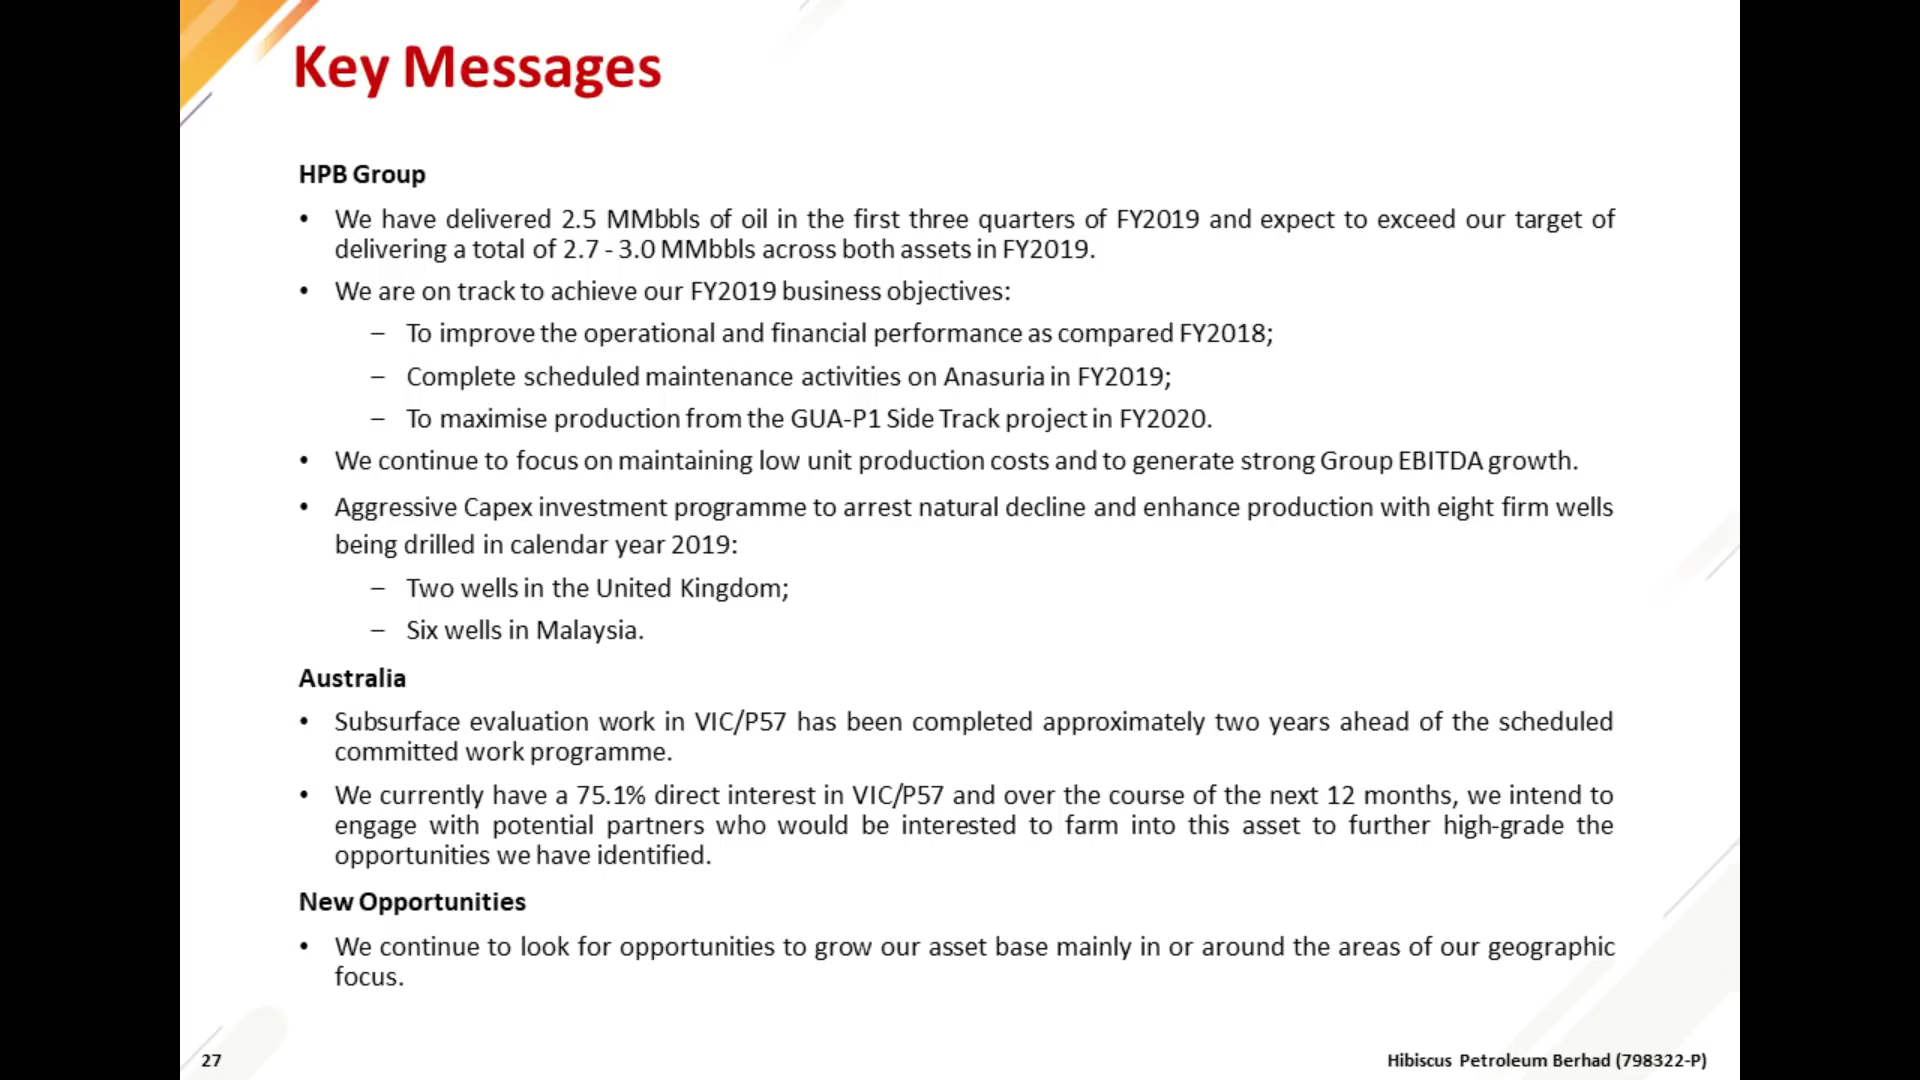 Key Messages
HPB Group
• We have delivered 2.5 MMbbls of oil in the first three quarters of FY2019 and expect to exceed our target of
delivering a total of 2.7 - 3.0 MMbbls across both assets in FY2019.
• We are on track to achieve our FY2019 business objectives:
– To improve the operational and financial performance as compared FY2018;
– Complete scheduled maintenance activities on Anasuria in FY2019;
– To maximise production from the GUA-P1 Side Track project in FY2020.
• We continue to focus on maintaining low unit production costs and to generate strong Group EBITDA growth.
• Aggressive Capex investment programme to arrest natural decline and enhance production with eight firm wells
being drilled in calendar year 2019:
– Two wells in the United Kingdom;
– Six wells in Malaysia.
Australia
• Subsurface evaluation work in VIC/P57 has been completed approximately two years ahead of the scheduled
committed work programme.
• We currently have a 75.1% direct interest in VIC/P57 and over the course of the next 12 months, we intend to
engage with potential partners who would be interested to farm into this asset to further high-grade the
opportunities we have identified.
New Opportunities
• We continue to look for opportunities to grow our asset base mainly in or around the areas of our geographic
focus.
27
Hibiscus Petroleum Berhad (798322-P)